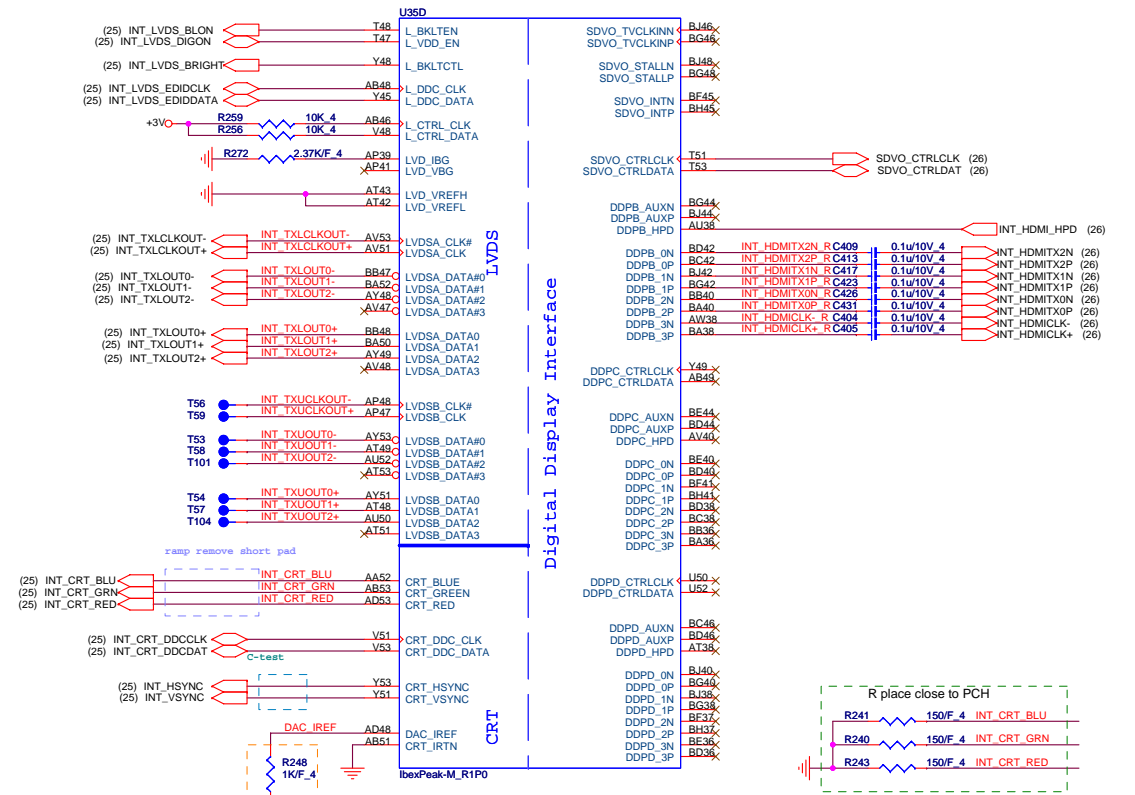 U35D
(25) INT_LVDS_BLON T48 L_BKLTEN
(25) INT_LVDS_DIGON T47 L_VDD_EN
(25) INT_LVDS_BRIGHT Y48 L_BKLTCTL
(25) INT_LVDS_EDIDCLK AB48 L_DDC_CLK
(25) INT_LVDS_EDIDDATA Y45 L_DDC_DATA
+3V R259 10K_4 AB46 L_CTRL_CLK
R256 10K_4 V48 L_CTRL_DATA
R272 2.37K/F_4 AP39 LVD_IBG
AP41 LVD_VBG
AT43 LVD_VREFH
AT42 LVD_VREFL
(25) INT_TXLCLKOUT- INT_TXLCLKOUT- AV53 LVDSA_CLK#
(25) INT_TXLCLKOUT+ INT_TXLCLKOUT+ AV51 LVDSA_CLK
(25) INT_TXLOUT0- INT_TXLOUT0- BB47 LVDSA_DATA#0
(25) INT_TXLOUT1- INT_TXLOUT1- BA52 LVDSA_DATA#1
(25) INT_TXLOUT2- INT_TXLOUT2- AY48 LVDSA_DATA#2
AV47 LVDSA_DATA#3
(25) INT_TXLOUT0+ INT_TXLOUT0+ BB48 LVDSA_DATA0
(25) INT_TXLOUT1+ INT_TXLOUT1+ BA50 LVDSA_DATA1
(25) INT_TXLOUT2+ INT_TXLOUT2+ AY49 LVDSA_DATA2
AV48 LVDSA_DATA3
T56 INT_TXUCLKOUT- AP48 LVDSB_CLK#
T59 INT_TXUCLKOUT+ AP47 LVDSB_CLK
T53 INT_TXUOUT0- AY53 LVDSB_DATA#0
T58 INT_TXUOUT1- AT49 LVDSB_DATA#1
T101 INT_TXUOUT2- AU52 LVDSB_DATA#2
AT53 LVDSB_DATA#3
T54 INT_TXUOUT0+ AY51 LVDSB_DATA0
T57 INT_TXUOUT1+ AT48 LVDSB_DATA1
T104 INT_TXUOUT2+ AU50 LVDSB_DATA2
AT51 LVDSB_DATA3
ramp remove short pad
(25) INT_CRT_BLU INT_CRT_BLU AA52 CRT_BLUE
(25) INT_CRT_GRN INT_CRT_GRN AB53 CRT_GREEN
(25) INT_CRT_RED INT_CRT_RED AD53 CRT_RED
(25) INT_CRT_DDCCLK V51 CRT_DDC_CLK
(25) INT_CRT_DDCDAT V53 CRT_DDC_DATA
C-test
(25) INT_HSYNC Y53 CRT_HSYNC
(25) INT_VSYNC Y51 CRT_VSYNC
DAC_IREF AD48 DAC_IREF
AB51 CRT_IRTN
R248
1K/F_4
IbexPeak-M_R1P0
LVDS
CRT
Digital Display Interface
SDVO_TVCLKINN BJ46
SDVO_TVCLKINP BG46
SDVO_STALLN BJ48
SDVO_STALLP BG48
SDVO_INTN BF45
SDVO_INTP BH45
SDVO_CTRLCLK T51 SDVO_CTRLCLK (26)
SDVO_CTRLDATA T53 SDVO_CTRLDAT (26)
DDPB_AUXN BG44
DDPB_AUXP BJ44
DDPB_HPD AU38 INT_HDMI_HPD (26)
DDPB_0N BD42 INT_HDMITX2N_R C409 0.1u/10V_4 INT_HDMITX2N (26)
DDPB_0P BC42 INT_HDMITX2P_R C413 0.1u/10V_4 INT_HDMITX2P (26)
DDPB_1N BJ42 INT_HDMITX1N_R C417 0.1u/10V_4 INT_HDMITX1N (26)
DDPB_1P BG42 INT_HDMITX1P_R C423 0.1u/10V_4 INT_HDMITX1P (26)
DDPB_2N BB40 INT_HDMITX0N_R C426 0.1u/10V_4 INT_HDMITX0N (26)
DDPB_2P BA40 INT_HDMITX0P_R C431 0.1u/10V_4 INT_HDMITX0P (26)
DDPB_3N AW38 INT_HDMICLK-_R C404 0.1u/10V_4 INT_HDMICLK- (26)
DDPB_3P BA38 INT_HDMICLK+_R C405 0.1u/10V_4 INT_HDMICLK+ (26)
DDPC_CTRLCLK Y49
DDPC_CTRLDATA AB49
DDPC_AUXN BE44
DDPC_AUXP BD44
DDPC_HPD AV40
DDPC_0N BE40
DDPC_0P BD40
DDPC_1N BF41
DDPC_1P BH41
DDPC_2N BD38
DDPC_2P BC38
DDPC_3N BB36
DDPC_3P BA36
DDPD_CTRLCLK U50
DDPD_CTRLDATA U52
DDPD_AUXN BC46
DDPD_AUXP BD46
DDPD_HPD AT38
DDPD_0N BJ40
DDPD_0P BG40
DDPD_1N BJ38
DDPD_1P BG38
DDPD_2N BF37
DDPD_2P BH37
DDPD_3N BE36
DDPD_3P BD36
R place close to PCH
R241 150/F_4 INT_CRT_BLU
R240 150/F_4 INT_CRT_GRN
R243 150/F_4 INT_CRT_RED